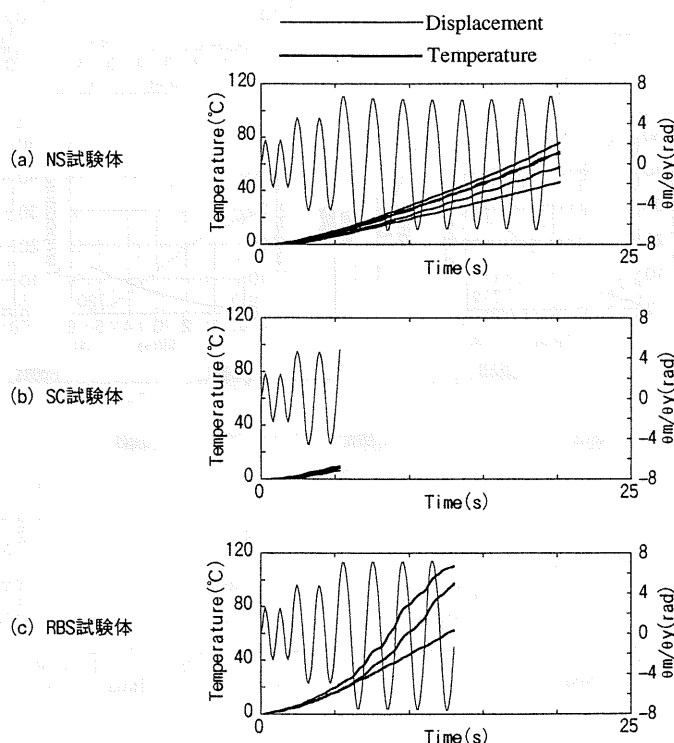 Displacement
Temperature
(a) NS試験体
Temperature(℃)
120
80
40
0
0
25
Time(s)
8
4
0
-4
-8
θm/θy(rad)
(b) SC試験体
Temperature(℃)
120
80
40
0
0
25
Time(s)
8
4
0
-4
-8
θm/θy(rad)
(c) RBS試験体
Temperature(℃)
120
80
40
0
0
25
Time(s)
8
4
0
-4
-8
θm/θy(rad)